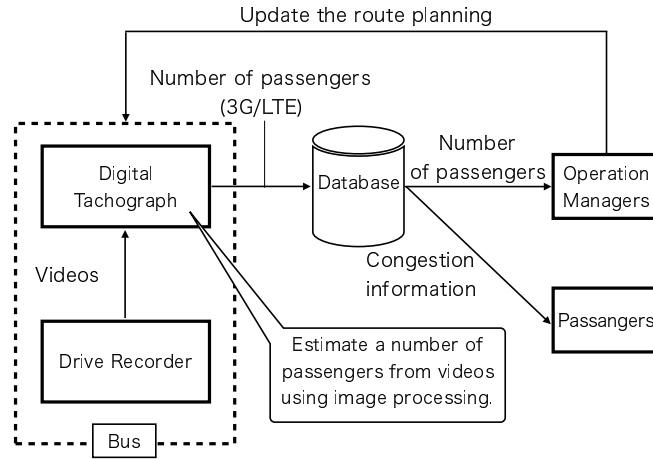 Update the route planning
Number of passengers
(3G/LTE)
Digital
Tachograph
Database
Number
of passengers
Operation
Managers
Videos
Congestion
information
Passangers
Drive Recorder
Estimate a number of
passengers from videos
using image processing.
Bus